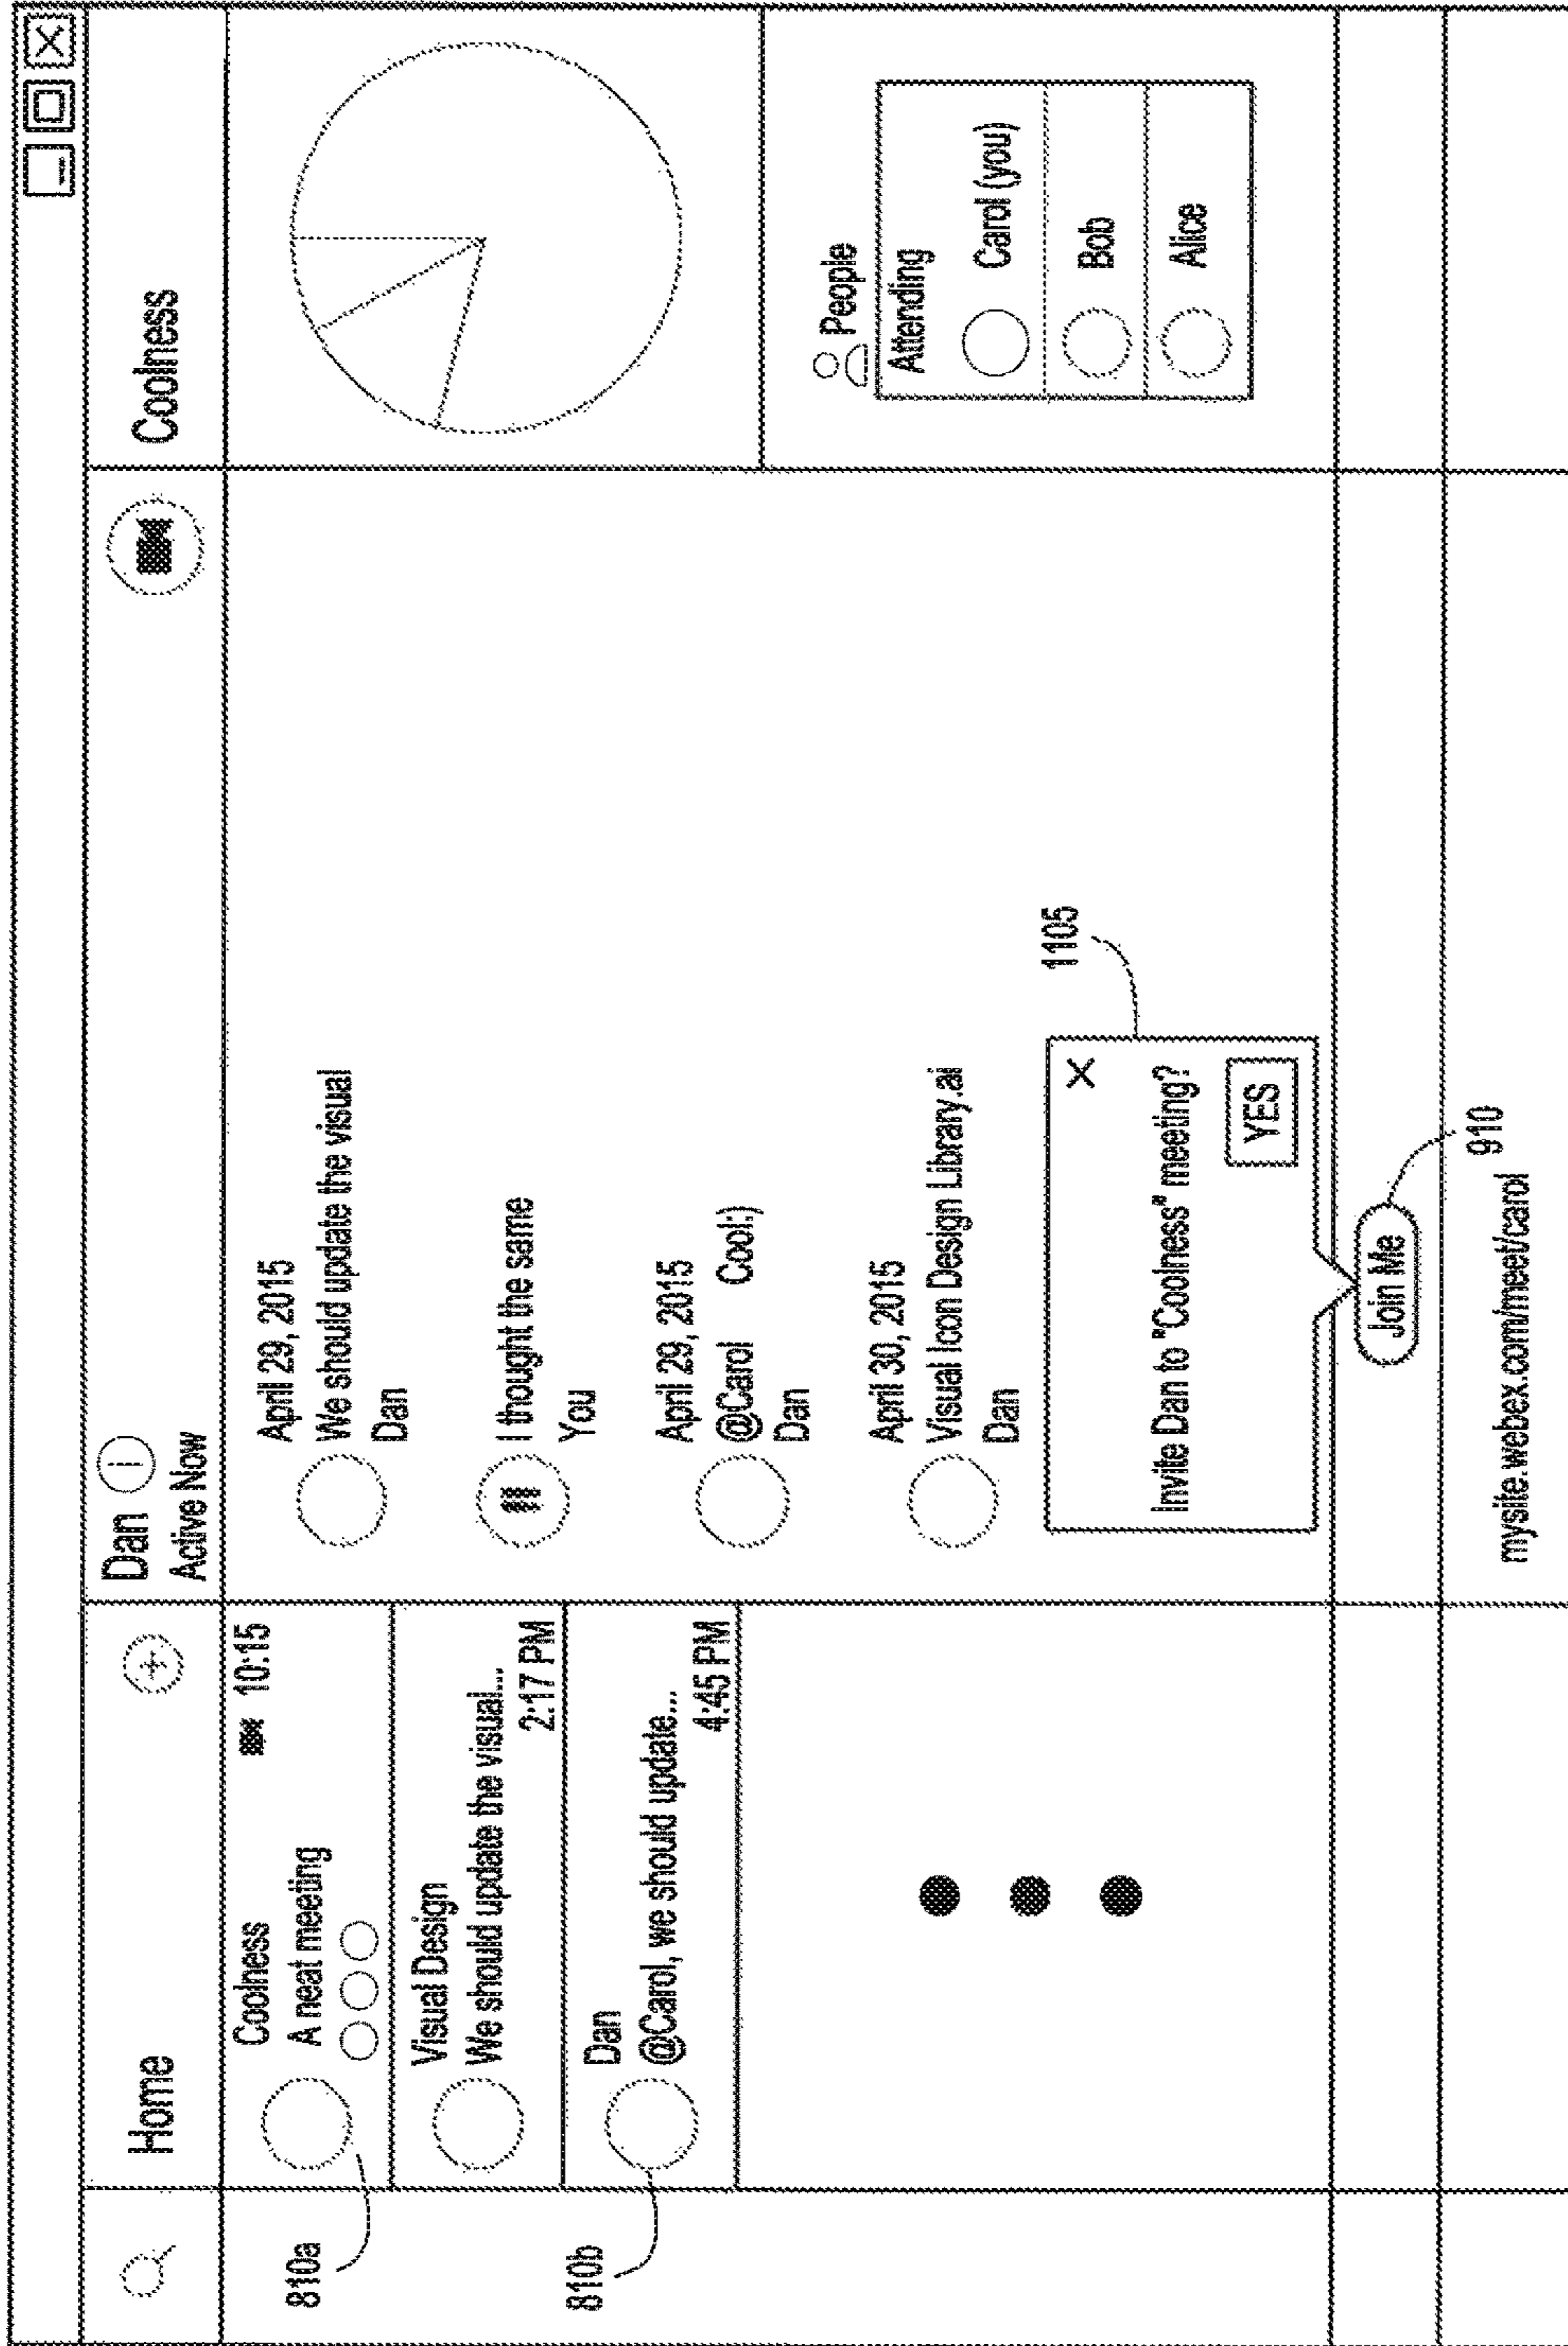 Home
Dan
Active Now
Coolness
810a
Coolness
10:15
A neat meeting
Visual Design
We should update the visual...
2:17 PM
810b
Dan
@Carol, we should update...
4:45 PM
April 29, 2015
We should update the visual
Dan
I thought the same
You
April 29, 2015
@Carol Cool:)
Dan
April 30, 2015
Visual Icon Design Library.ai
Dan
1105
X
Invite Dan to "Coolness" meeting?
YES
Join Me
910
mysite.webex.com/meet/carol
People
Attending
Carol (you)
Bob
Alice